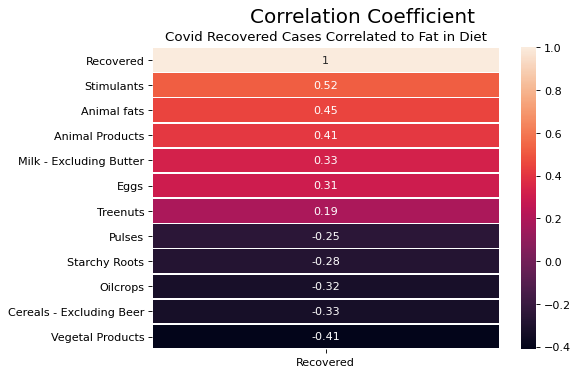 Correlation Coefficient
Covid Recovered Cases Correlated to Fat in Diet
Recovered 1
Stimulants 0.52
Animal fats 0.45
Animal Products 0.41
Milk - Excluding Butter 0.33
Eggs 0.31
Treenuts 0.19
Pulses -0.25
Starchy Roots -0.28
Oilcrops -0.32
Cereals - Excluding Beer -0.33
Vegetal Products -0.41
Recovered
1.0
0.8
0.6
0.4
0.2
0.0
−0.2
−0.4